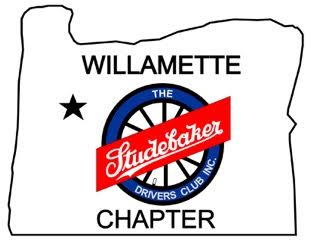 WILLAMETTE
THE
Studebaker
DRIVERS CLUB INC.
CHAPTER